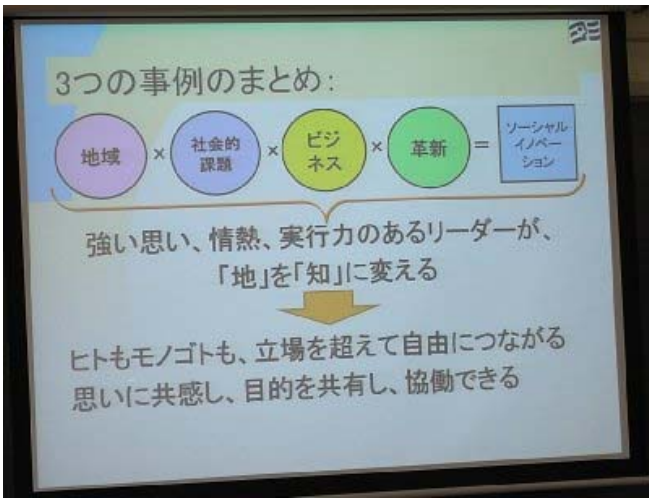 3つの事例のまとめ:
地域 × 社会的課題 × ビジネス × 革新 = ソーシャルイノベーション
強い思い、情熱、実行力のあるリーダーが、
「地」を「知」に変える
ヒトもモノゴトも、立場を超えて自由につながる
思いに共感し、目的を共有し、協働できる